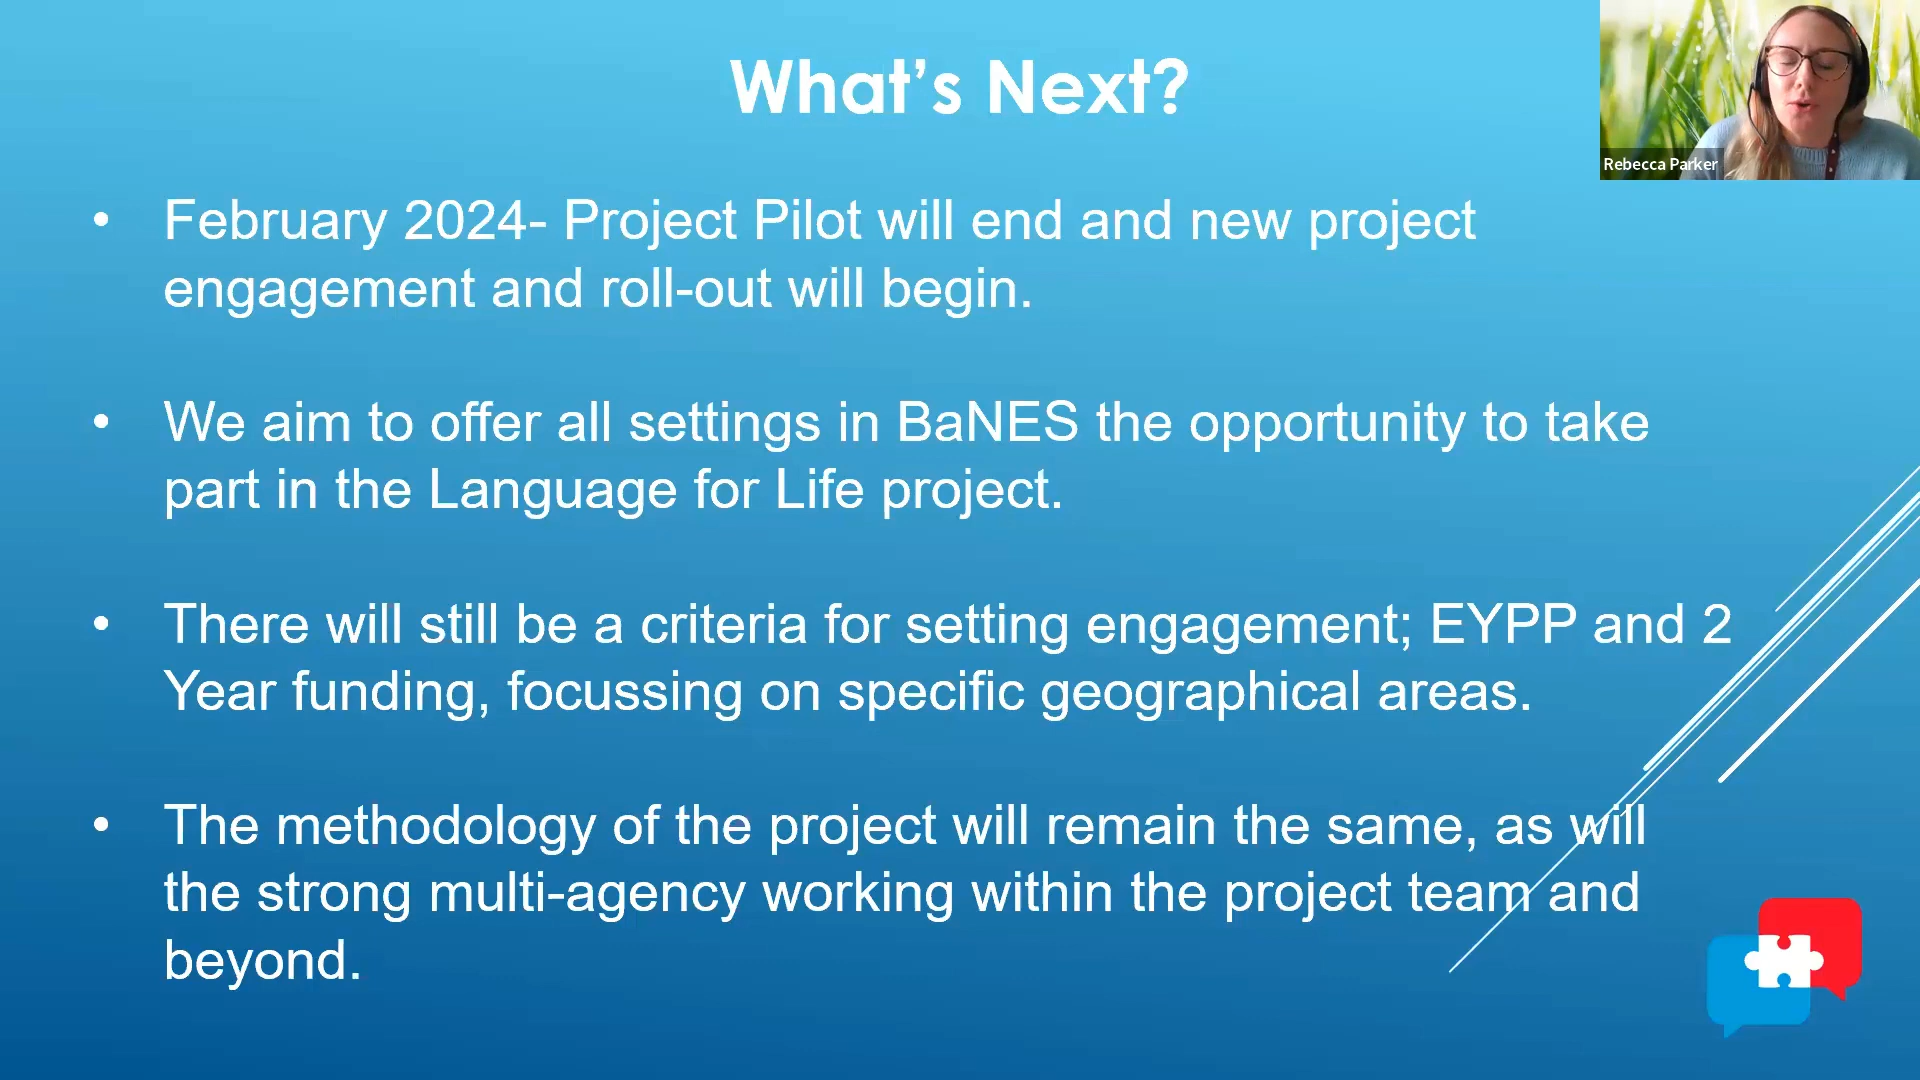 What's Next?
Rebecca Parker
• February 2024- Project Pilot will end and new project
engagement and roll-out will begin.
• We aim to offer all settings in BaNES the opportunity to take
part in the Language for Life project.
• There will still be a criteria for setting engagement; EYPP and 2
Year funding, focussing on specific geographical areas.
• The methodology of the project will remain the same, as will
the strong multi-agency working within the project team and
beyond.